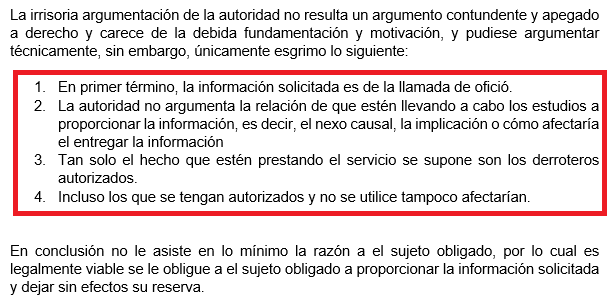 La irrisoria argumentación de la autoridad no resulta un argumento contundente y apegado
a derecho y carece de la debida fundamentación y motivación, y pudiese argumentar
técnicamente, sin embargo, únicamente esgrimo lo siguiente:
1. En primer término, la información solicitada es de la llamada de ofició.
2. La autoridad no argumenta la relación de que estén llevando a cabo los estudios a
proporcionar la información, es decir, el nexo causal, la implicación o cómo afectaría
el entregar la información
3. Tan solo el hecho que estén prestando el servicio se supone son los derroteros
autorizados.
4. Incluso los que se tengan autorizados y no se utilice tampoco afectarían.
En conclusión no le asiste en lo mínimo la razón a el sujeto obligado, por lo cual es
legalmente viable se le obligue a el sujeto obligado a proporcionar la información solicitada
y dejar sin efectos su reserva.